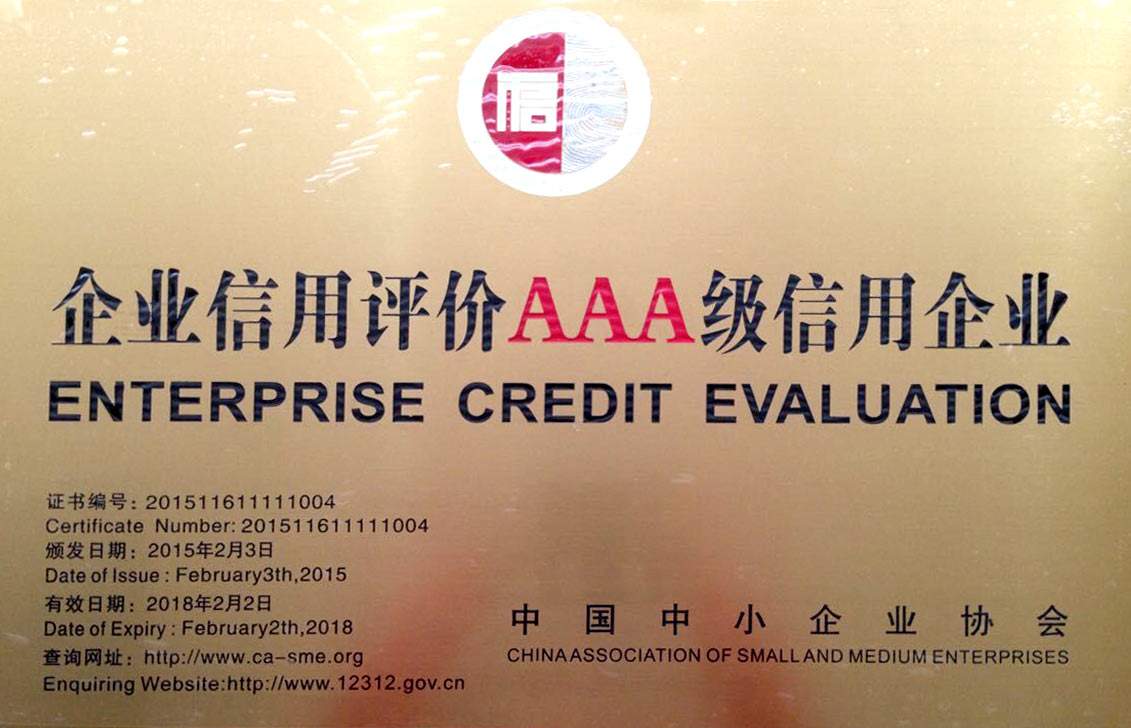 信
企业信用评价AAA级信用企业
ENTERPRISE CREDIT EVALUATION
证书编号: 201511611111004
Certificate Number: 201511611111004
颁发日期: 2015年2月3日
Date of Issue : February3th,2015
有效日期: 2018年2月2日
Date of Expiry : February2th,2018
查询网址: http://www.ca-sme.org
Enquiring Website:http://www.12312.gov.cn
中国中小企业协会
CHINA ASSOCIATION OF SMALL AND MEDIUM ENTERPRISES